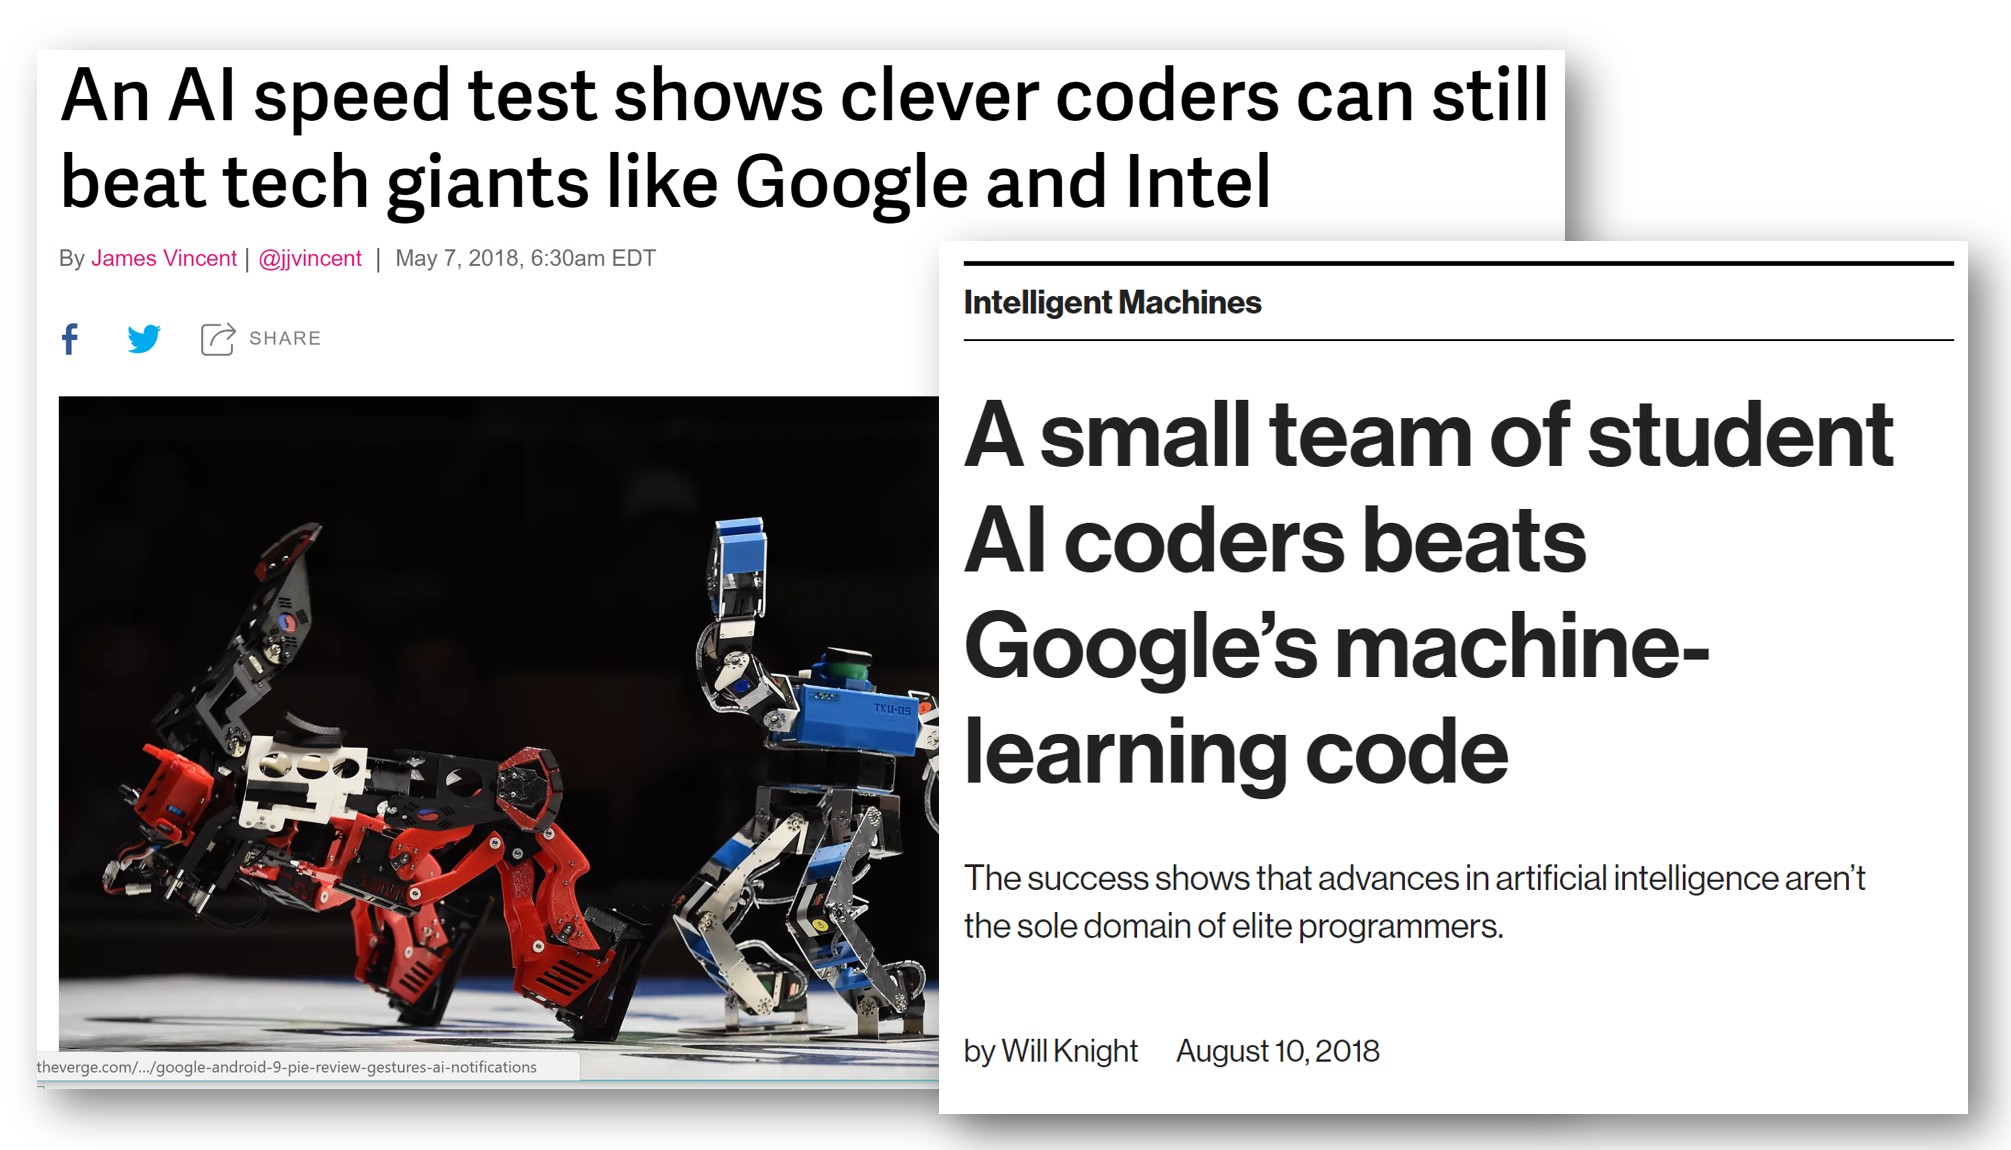 An AI speed test shows clever coders can still
beat tech giants like Google and Intel
By James Vincent | @jjvincent | May 7, 2018, 6:30am EDT
SHARE
TKU-05
theverge.com/.../google-android-9-pie-review-gestures-ai-notifications
Intelligent Machines
A small team of student
AI coders beats
Google’s machine-
learning code
The success shows that advances in artificial intelligence aren’t
the sole domain of elite programmers.
by Will Knight August 10, 2018